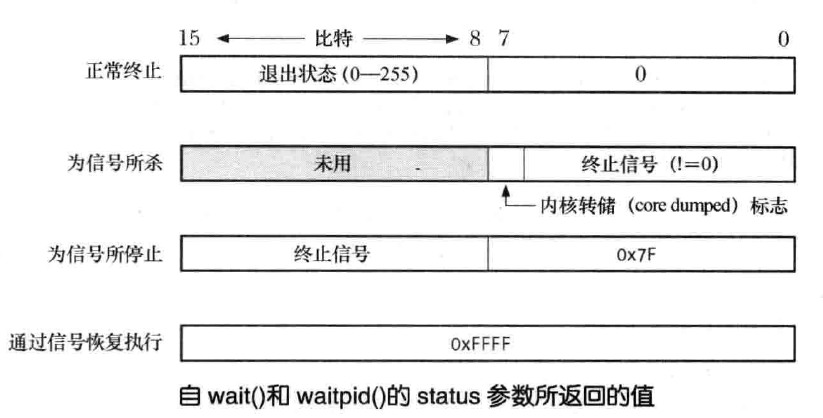 15 比特 8 7 0
正常终止 退出状态 (0—255) 0
为信号所杀 未用 终止信号 (!=0)
内核转储 (core dumped) 标志
为信号所停止 终止信号 0x7F
通过信号恢复执行 0xFFFF
自 wait()和 waitpid()的 status 参数所返回的值